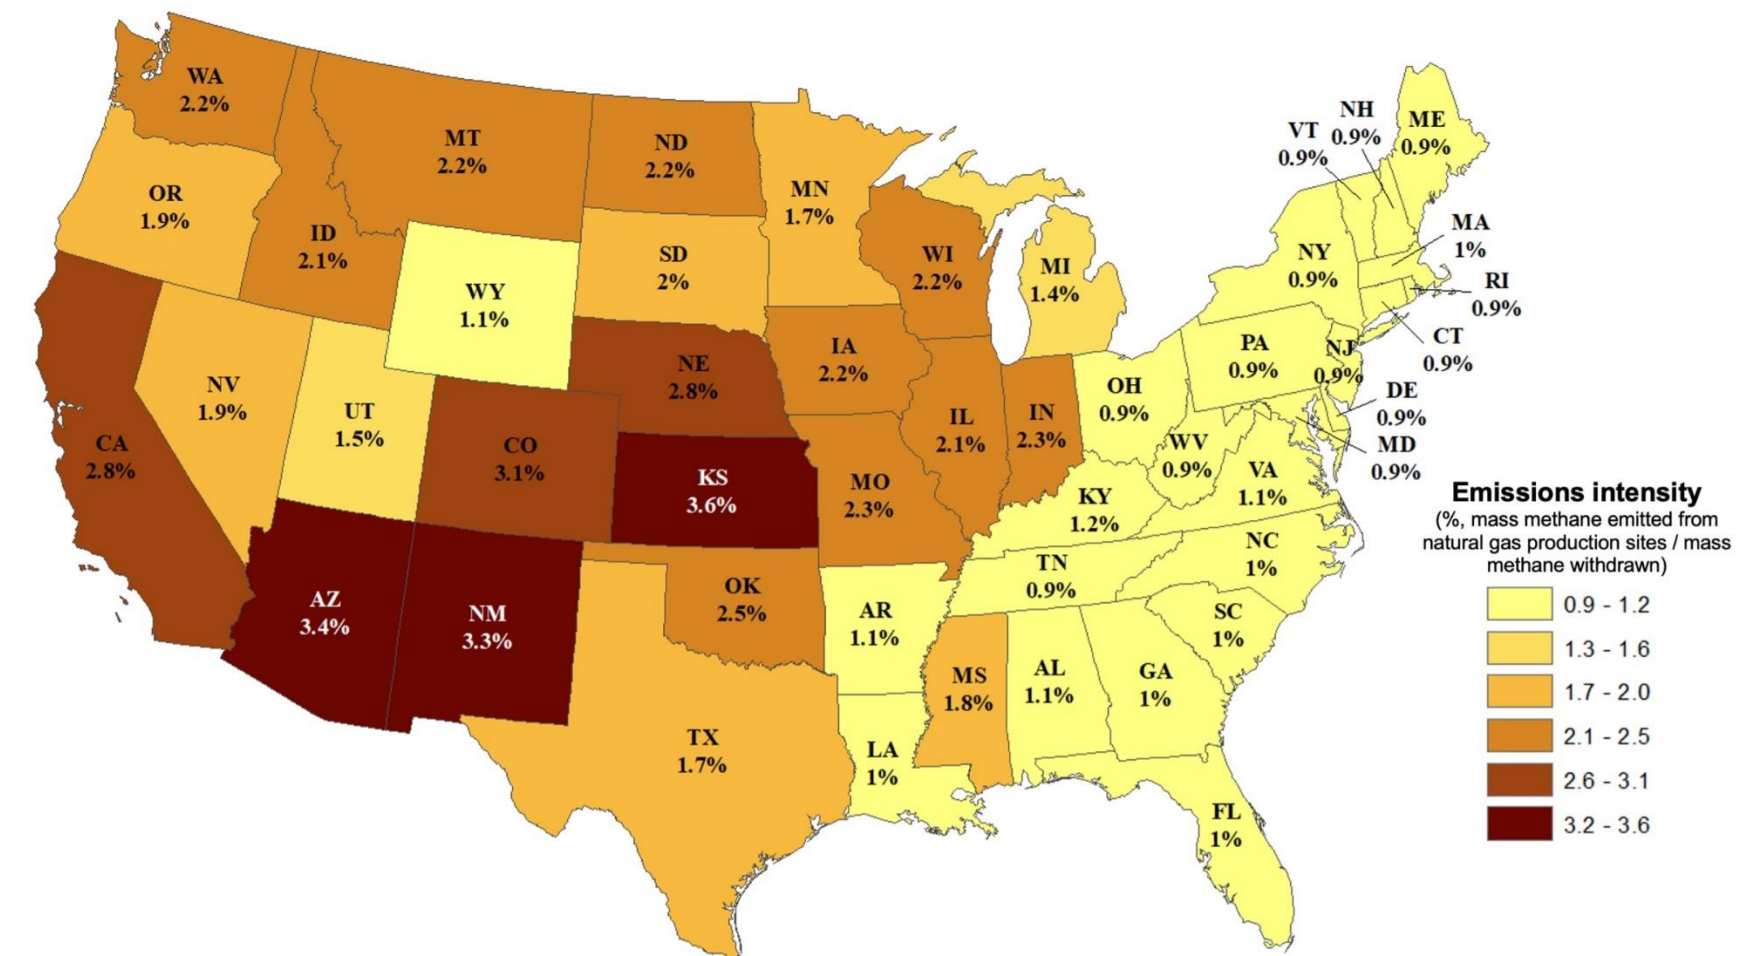 WA
2.2%
MT
2.2%
ND
2.2%
MN
1.7%
OR
1.9%
ID
2.1%
WY
1.1%
SD
2%
WI
2.2%
MI
1.4%
NH
0.9%
VT
0.9%
ME
0.9%
NY
0.9%
MA
1%
RI
0.9%
CT
0.9%
PA
0.9%
NJ
0.9%
DE
0.9%
MD
0.9%
CA
2.8%
NV
1.9%
UT
1.5%
CO
3.1%
NE
2.8%
KS
3.6%
IA
2.2%
MO
2.3%
IL
2.1%
IN
2.3%
OH
0.9%
WV
0.9%
VA
1.1%
KY
1.2%
TN
0.9%
NC
1%
SC
1%
AZ
3.4%
NM
3.3%
OK
2.5%
TX
1.7%
AR
1.1%
LA
1%
MS
1.8%
AL
1.1%
GA
1%
FL
1%
Emissions intensity
(%, mass methane emitted from
natural gas production sites / mass
methane withdrawn)
0.9 - 1.2
1.3 - 1.6
1.7 - 2.0
2.1 - 2.5
2.6 - 3.1
3.2 - 3.6